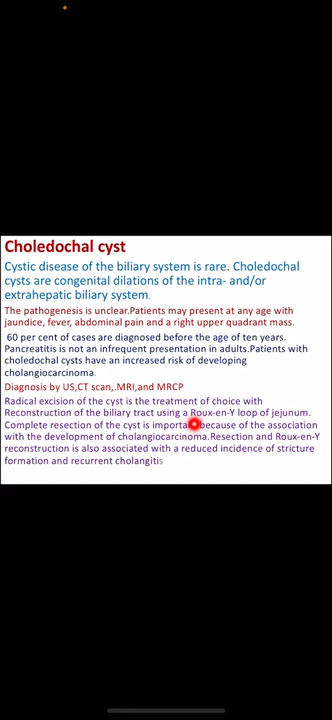 Choledochal cyst
Cystic disease of the biliary system is rare. Choledochal
cysts are congenital dilations of the intra- and/or
extrahepatic biliary system.
The pathogenesis is unclear.Patients may present at any age with
jaundice, fever, abdominal pain and a right upper quadrant mass.
60 per cent of cases are diagnosed before the age of ten years.
Pancreatitis is not an infrequent presentation in adults.Patients with
choledochal cysts have an increased risk of developing
cholangiocarcinoma.
Diagnosis by US,CT scan,.MRI,and MRCP
Radical excision of the cyst is the treatment of choice with
Reconstruction of the biliary tract using a Roux-en-Y loop of jejunum.
Complete resection of the cyst is importa because of the association
with the development of cholangiocarcinoma.Resection and Roux-en-Y
reconstruction is also associated with a reduced incidence of stricture
formation and recurrent cholangitis